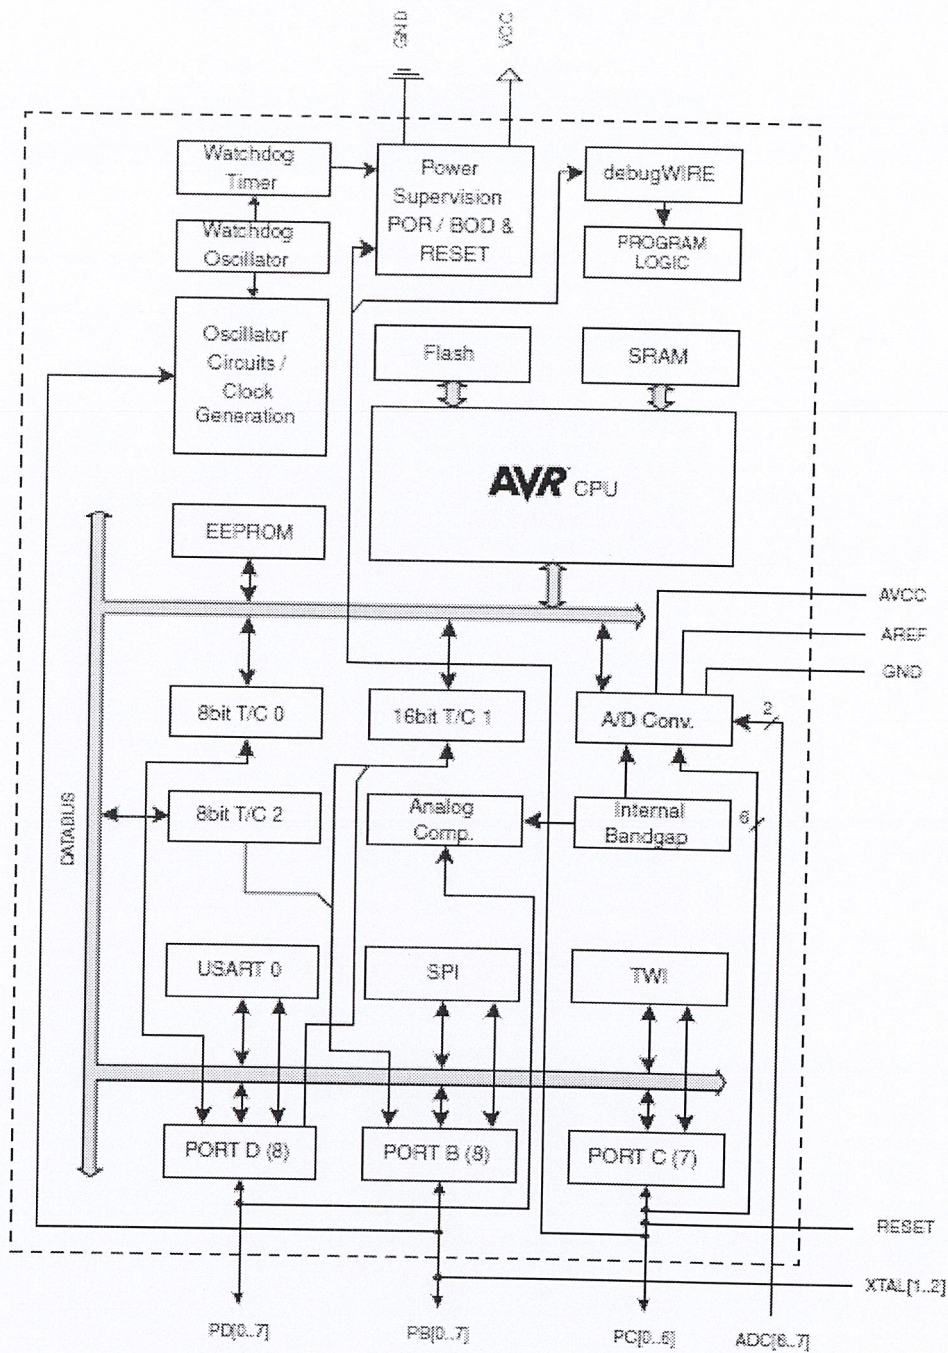 GND
VCC
Watchdog
Timer
Power
Supervision
POR / BOD &
RESET
debugWIRE
Watchdog
Oscillator
PROGRAM
LOGIC
Oscillator
Circuits /
Clock
Generation
Flash
SRAM
AVR CPU
EEPROM
AVCC
AREF
GND
8bit T/C 0
16bit T/C 1
A/D Conv.
2
DATABUS
8bit T/C 2
Analog
Comp.
Internal
Bandgap
6
USART 0
SPI
TWI
PORT D (8)
PORT B (8)
PORT C (7)
RESET
XTAL[1..2]
PD[0..7]
PB[0..7]
PC[0..6]
ADC[6..7]